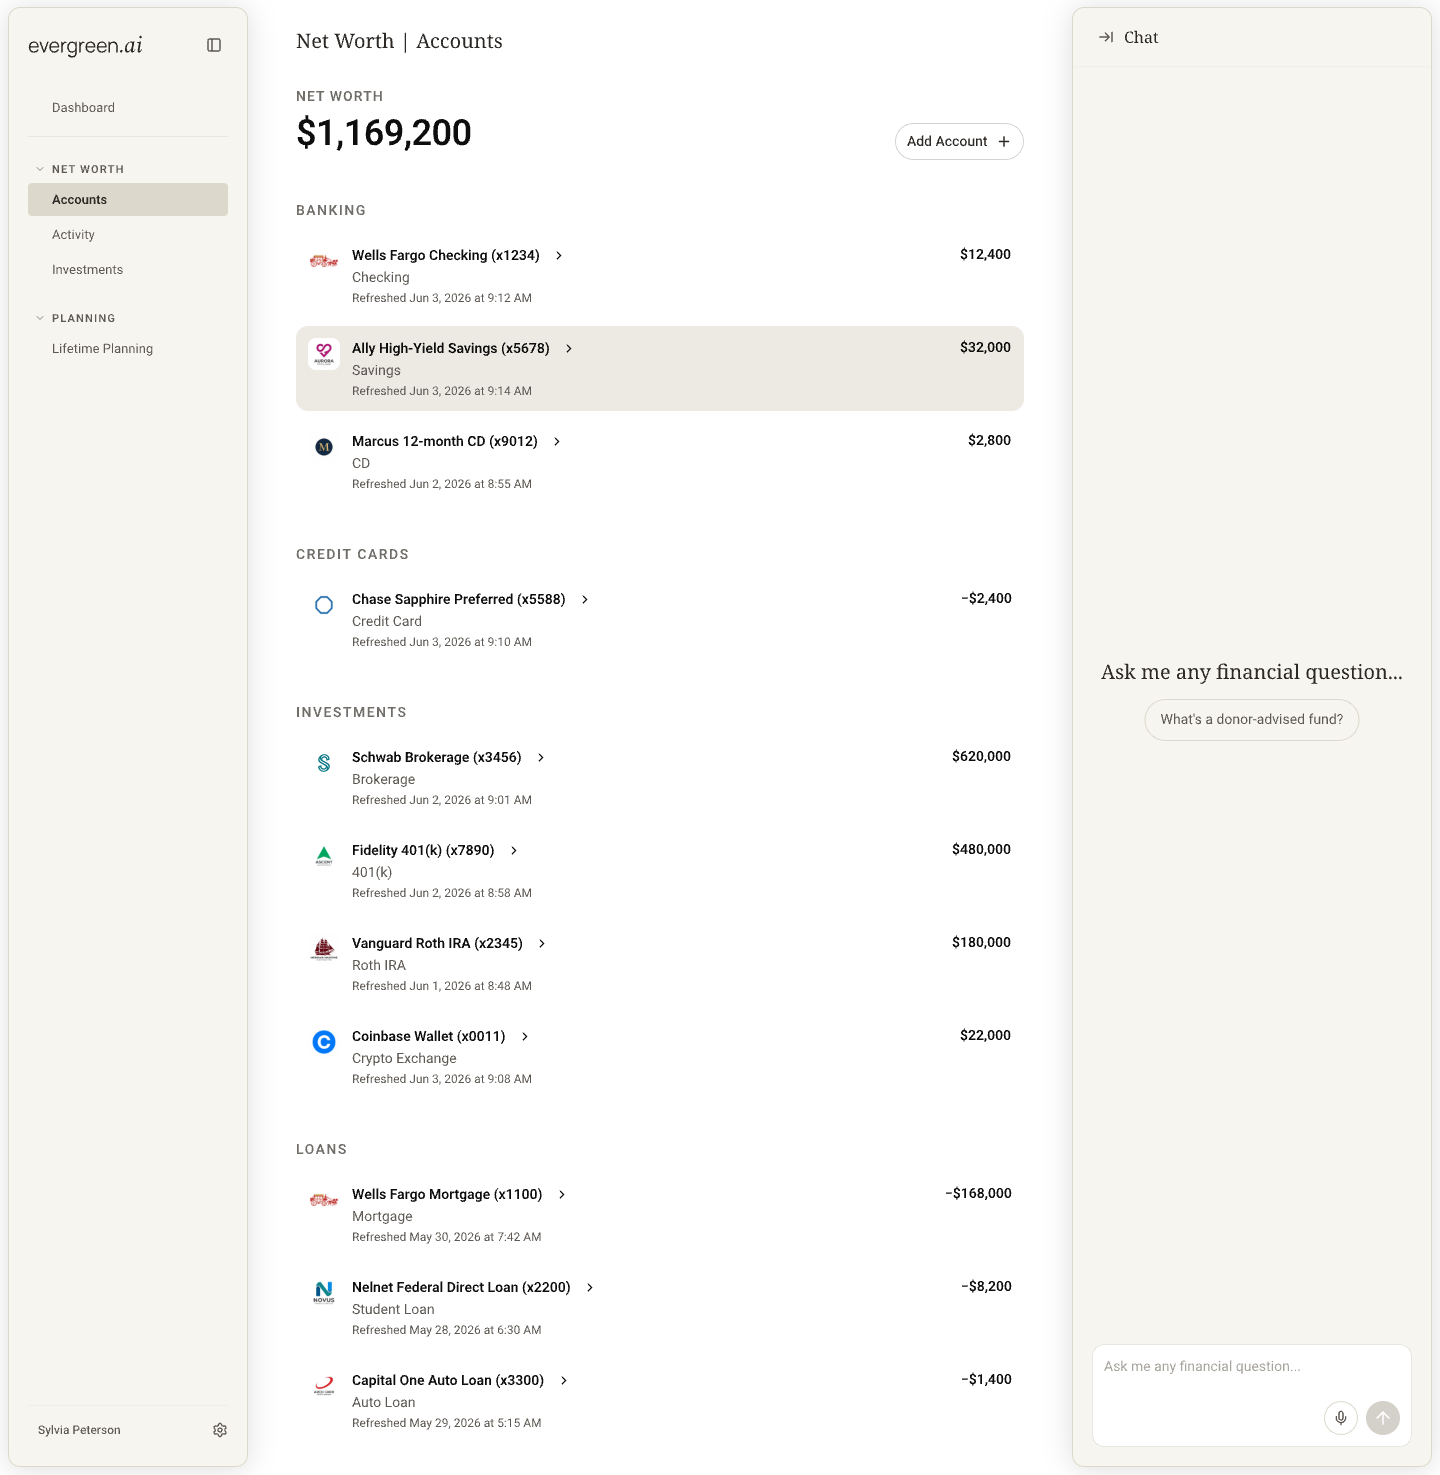 evergreen.ai
Dashboard
NET WORTH
Accounts
Activity
Investments
PLANNING
Lifetime Planning
Sylvia Peterson
Net Worth | Accounts
NET WORTH
$1,169,200
Add Account
BANKING
Wells Fargo Checking (x1234) $12,400
Checking
Refreshed Jun 3, 2026 at 9:12 AM
AURORA
Ally High-Yield Savings (x5678) $32,000
Savings
Refreshed Jun 3, 2026 at 9:14 AM
M
Marcus 12-month CD (x9012) $2,800
CD
Refreshed Jun 2, 2026 at 8:55 AM
CREDIT CARDS
Chase Sapphire Preferred (x5588) −$2,400
Credit Card
Refreshed Jun 3, 2026 at 9:10 AM
INVESTMENTS
S
Schwab Brokerage (x3456) $620,000
Brokerage
Refreshed Jun 2, 2026 at 9:01 AM
ASCENT
Fidelity 401(k) (x7890) $480,000
401(k)
Refreshed Jun 2, 2026 at 8:58 AM
Vanguard Roth IRA (x2345) $180,000
Roth IRA
Refreshed Jun 1, 2026 at 8:48 AM
C
Coinbase Wallet (x0011) $22,000
Crypto Exchange
Refreshed Jun 3, 2026 at 9:08 AM
LOANS
Wells Fargo Mortgage (x1100) −$168,000
Mortgage
Refreshed May 30, 2026 at 7:42 AM
N
NOVUS
Nelnet Federal Direct Loan (x2200) −$8,200
Student Loan
Refreshed May 28, 2026 at 6:30 AM
Capital One Auto Loan (x3300) −$1,400
Auto Loan
Refreshed May 29, 2026 at 5:15 AM
Chat
Ask me any financial question...
What's a donor-advised fund?
Ask me any financial question...